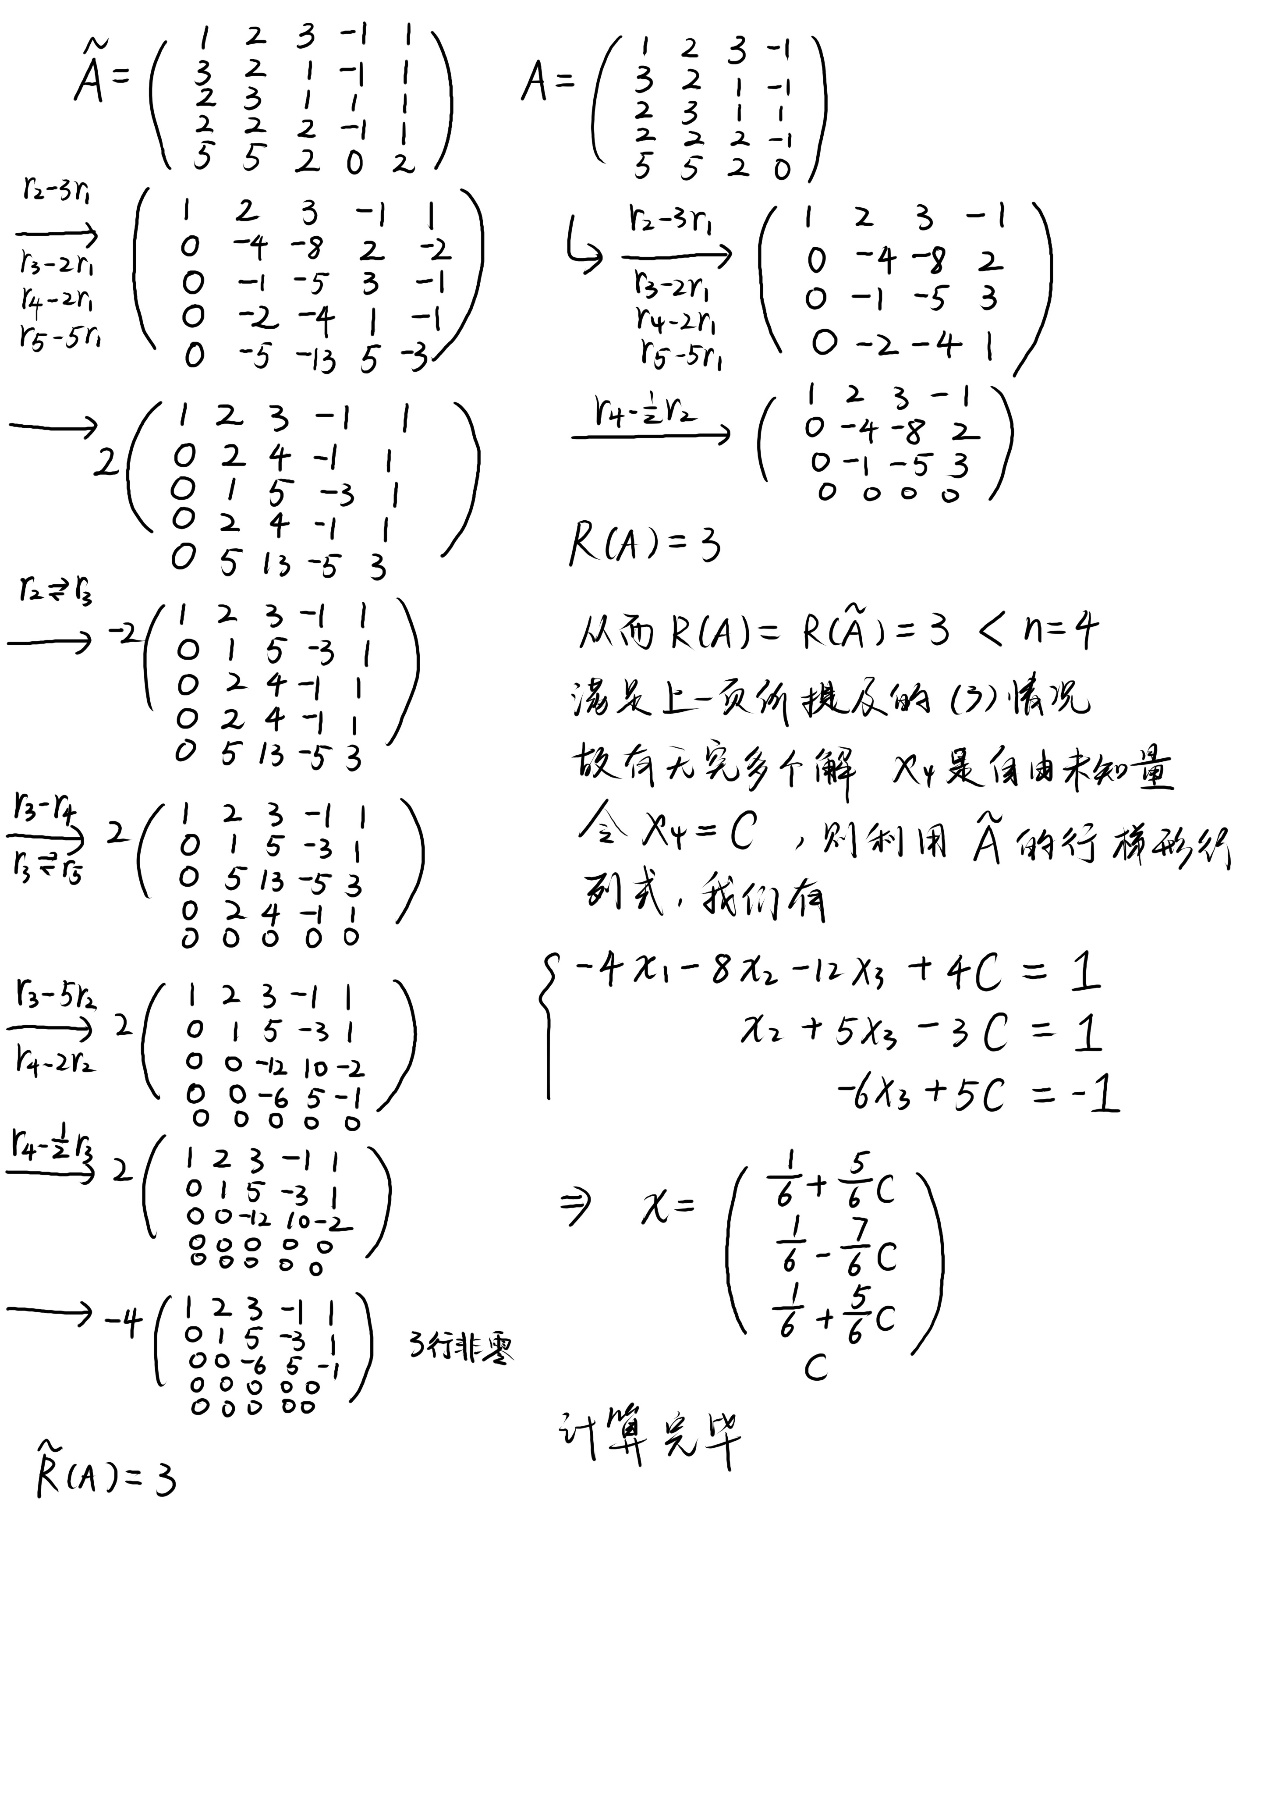 Ã = ( 1 2 3 -1 1
3 2 1 -1 1
2 3 1 1 1
2 2 2 -1 1
5 5 2 0 2 )
r₂-3r₁
r₃-2r₁
r₄-2r₁
r₅-5r₁
→ ( 1 2 3 -1 1
0 -4 -8 2 -2
0 -1 -5 3 -1
0 -2 -4 1 -1
0 -5 -13 5 -3 )
→ 2 ( 1 2 3 -1 1
0 2 4 -1 1
0 1 5 -3 1
0 2 4 -1 1
0 5 13 -5 3 )
r₂⇄r₃
→ -2 ( 1 2 3 -1 1
0 1 5 -3 1
0 2 4 -1 1
0 2 4 -1 1
0 5 13 -5 3 )
r₃-r₄
r₃⇄r₅
→ 2 ( 1 2 3 -1 1
0 1 5 -3 1
0 5 13 -5 3
0 2 4 -1 1
0 0 0 0 0 )
r₃-5r₂
r₄-2r₂
→ 2 ( 1 2 3 -1 1
0 1 5 -3 1
0 0 -12 10 -2
0 0 -6 5 -1
0 0 0 0 0 )
r₄-½r₃
→ 2 ( 1 2 3 -1 1
0 1 5 -3 1
0 0 -12 10 -2
0 0 0 0 0
0 0 0 0 0 )
→ -4 ( 1 2 3 -1 1
0 1 5 -3 1
0 0 -6 5 -1
0 0 0 0 0
0 0 0 0 0 ) 3行非零
R̃(A) = 3
A = ( 1 2 3 -1
3 2 1 -1
2 3 1 1
2 2 2 -1
5 5 2 0 )
r₂-3r₁
r₃-2r₁
r₄-2r₁
r₅-5r₁
→ ( 1 2 3 -1
0 -4 -8 2
0 -1 -5 3
0 -2 -4 1 )
r₄-½r₂
→ ( 1 2 3 -1
0 -4 -8 2
0 -1 -5 3
0 0 0 0 )
R(A) = 3
从而 R(A) = R(Ã) = 3 < n=4
满足上一页所提及的(3)情况
故有无穷多个解 x₄是自由未知量
令 x₄ = C ,则利用 Ã 的行梯形行
列式,我们有
{ -4x₁ - 8x₂ - 12x₃ + 4C = 1
x₂ + 5x₃ - 3C = 1
-6x₃ + 5C = -1
⇒ x = ( 1/6 + 5/6 C
1/6 - 7/6 C
1/6 + 5/6 C
C )
计算完毕